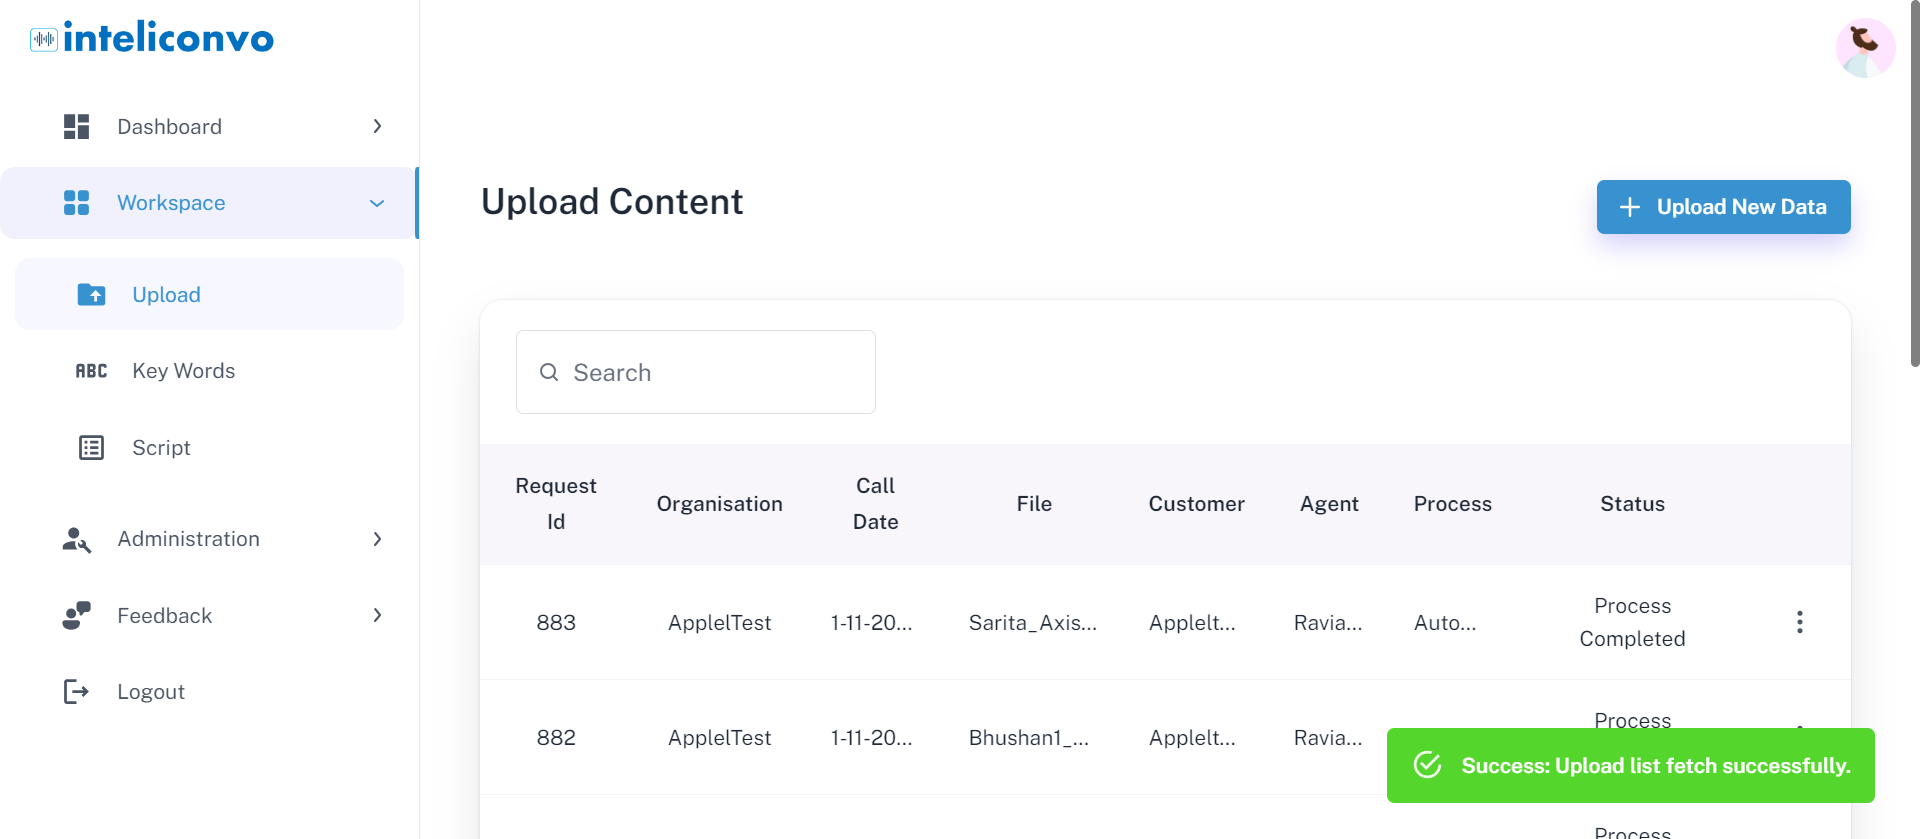 inteliconvo
Dashboard
Workspace
Upload
ABC Key Words
Script
Administration
Feedback
Logout
Upload Content
Upload New Data
Search
Request Id
Organisation
Call Date
File
Customer
Agent
Process
Status
883 ApplelTest 1-11-20... Sarita_Axis... Applelt... Ravia... Auto... Process Completed
882 ApplelTest 1-11-20... Bhushan1_... Applelt... Ravia... Process
Success: Upload list fetch successfully.
Process